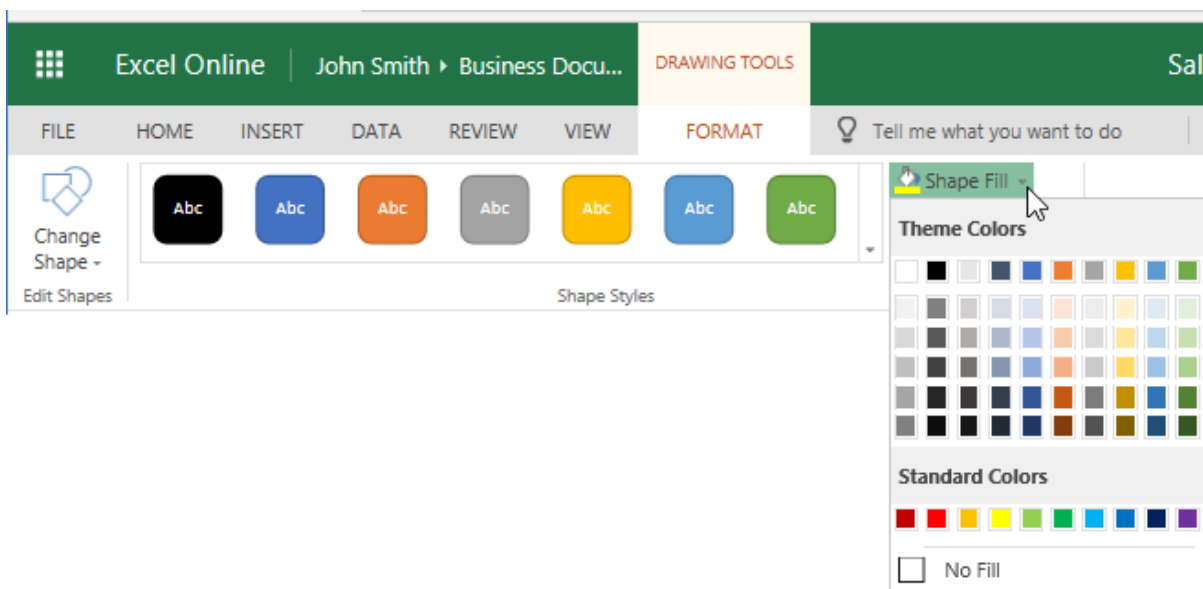 Excel Online John Smith Business Docu... DRAWING TOOLS Sal
FILE HOME INSERT DATA REVIEW VIEW FORMAT Tell me what you want to do
Abc Abc Abc Abc Abc Abc Abc
Change
Shape
Edit Shapes
Shape Styles
Shape Fill
Theme Colors
Standard Colors
No Fill